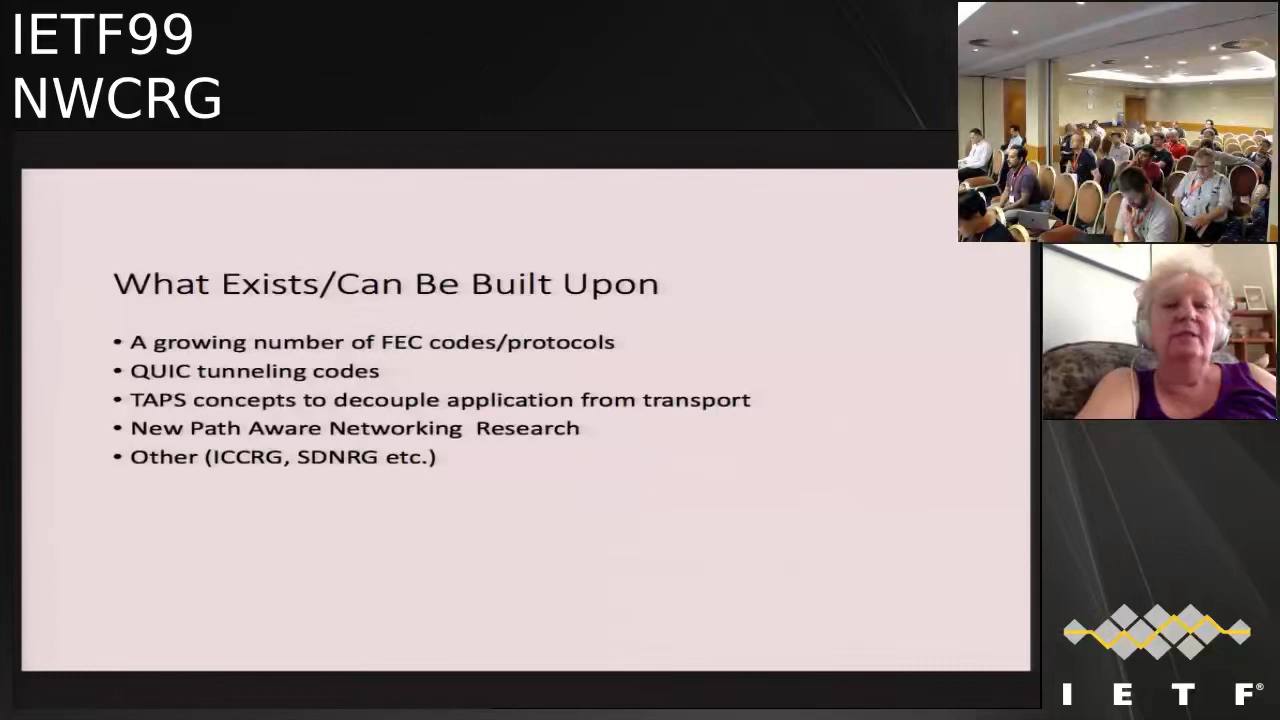 IETF99
NWCRG
What Exists/Can Be Built Upon
• A growing number of FEC codes/protocols
• QUIC tunneling codes
• TAPS concepts to decouple application from transport
• New Path Aware Networking Research
• Other (ICCRG, SDNRG etc.)
I E T F®